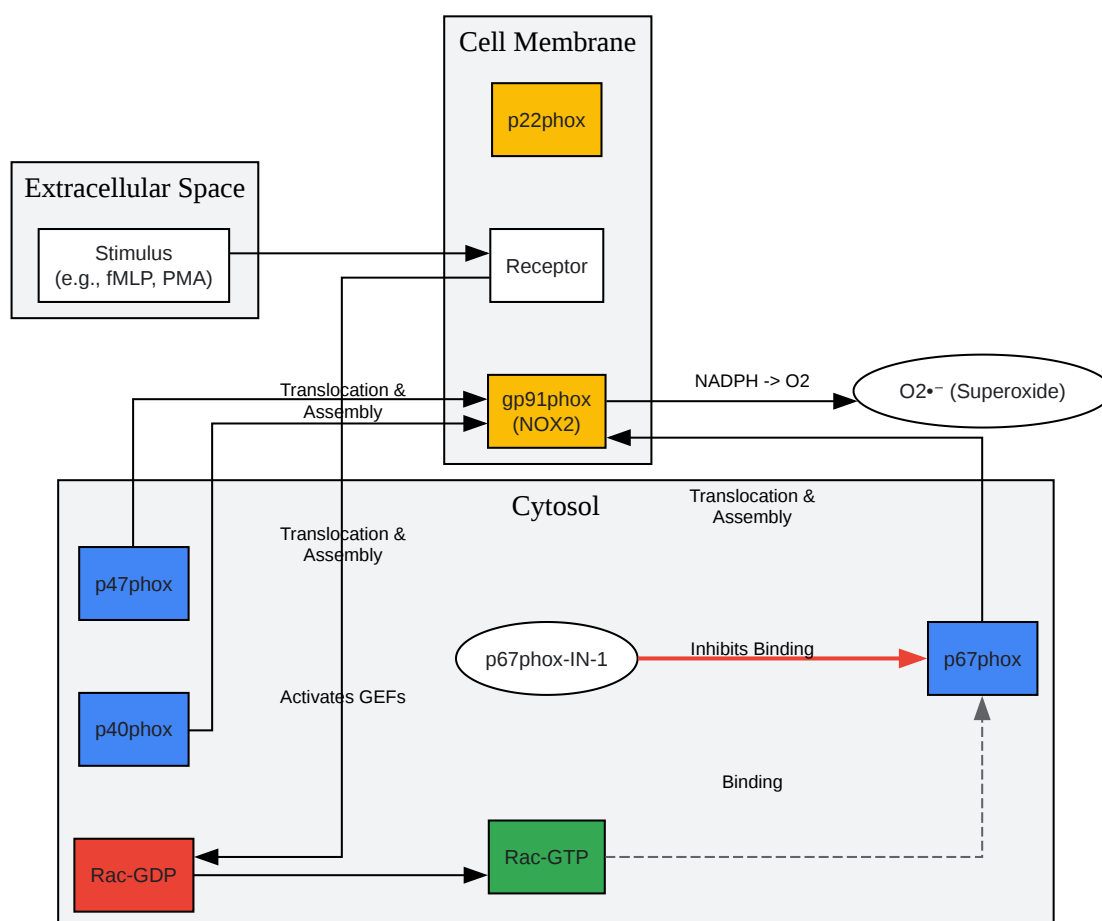 Cell Membrane
p22phox
Extracellular Space
Stimulus
(e.g., fMLP, PMA)
Receptor
Translocation &
Assembly
gp91phox
(NOX2)
NADPH -> O2
O2•⁻ (Superoxide)
Cytosol
Translocation &
Assembly
Translocation &
Assembly
p47phox
p67phox-IN-1
Inhibits Binding
p67phox
Activates GEFs
p40phox
Binding
Rac-GDP
Rac-GTP